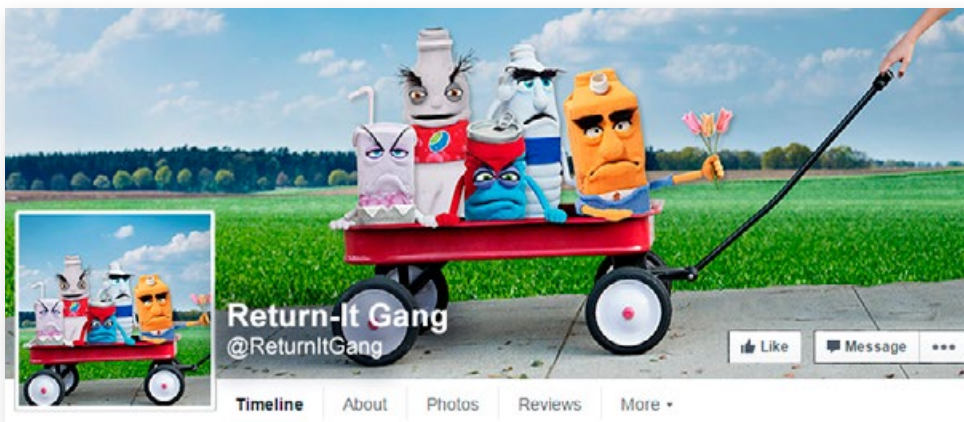 Return-It Gang
@ReturnItGang
Like
Message
Timeline
About
Photos
Reviews
More